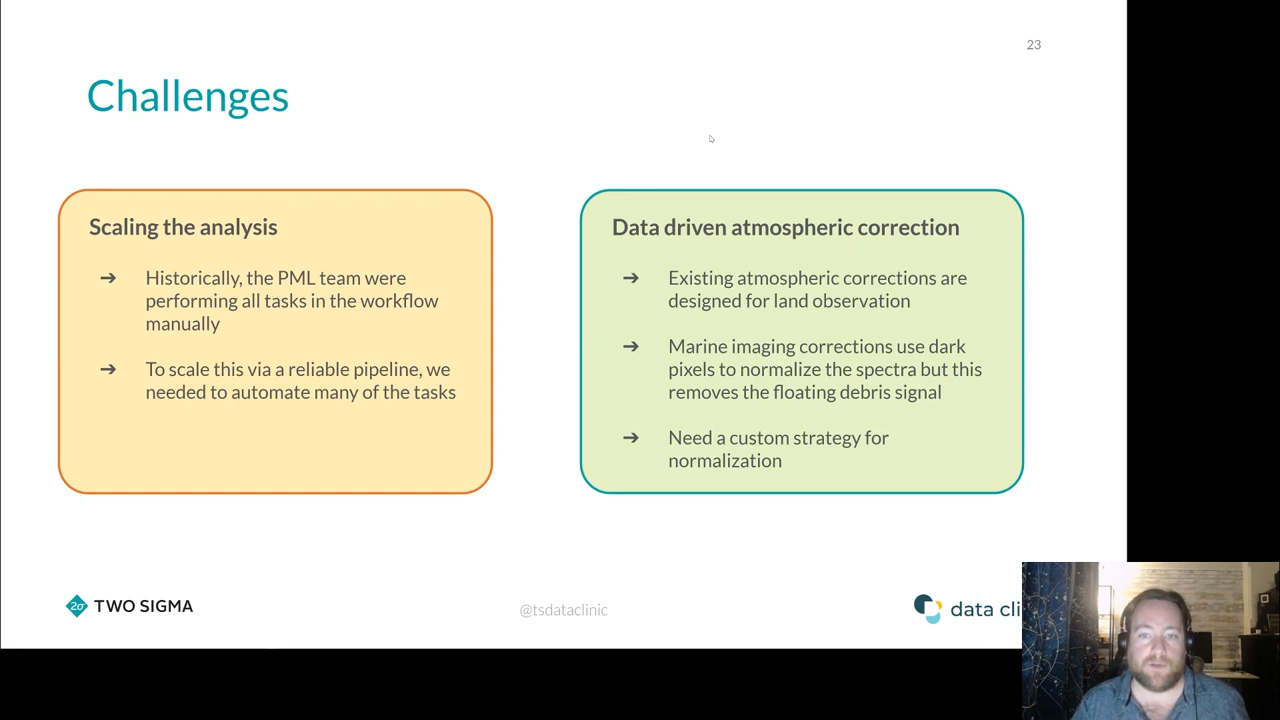 23
Challenges
Scaling the analysis
➔ Historically, the PML team were
performing all tasks in the workflow
manually
➔ To scale this via a reliable pipeline, we
needed to automate many of the tasks
Data driven atmospheric correction
➔ Existing atmospheric corrections are
designed for land observation
➔ Marine imaging corrections use dark
pixels to normalize the spectra but this
removes the floating debris signal
➔ Need a custom strategy for
normalization
2σ TWO SIGMA
@tsdataclinic
data cli